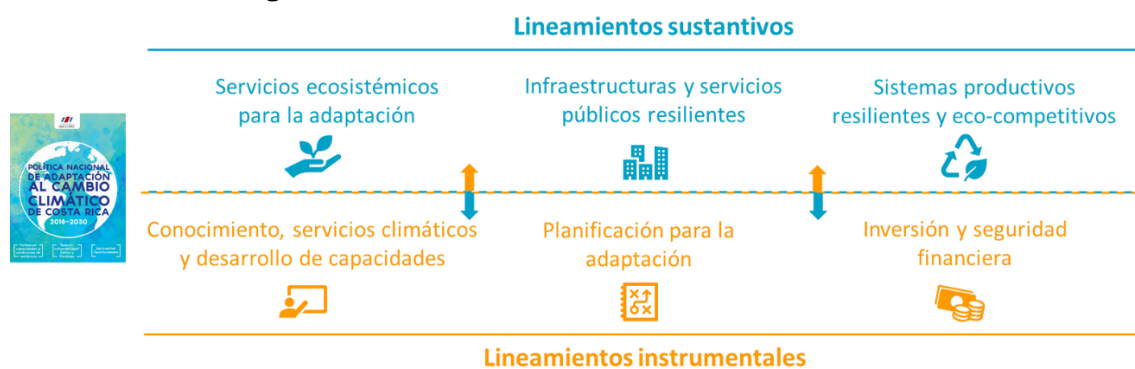 Lineamientos sustantivos
Servicios ecosistémicos
para la adaptación
Infraestructuras y servicios
públicos resilientes
Sistemas productivos
resilientes y eco-competitivos
POLÍTICA NACIONAL
DE ADAPTACIÓN
AL CAMBIO
CLIMÁTICO
DE COSTA RICA
2018-2030
Conocimiento, servicios climáticos
y desarrollo de capacidades
Planificación para la
adaptación
Inversión y seguridad
financiera
Lineamientos instrumentales